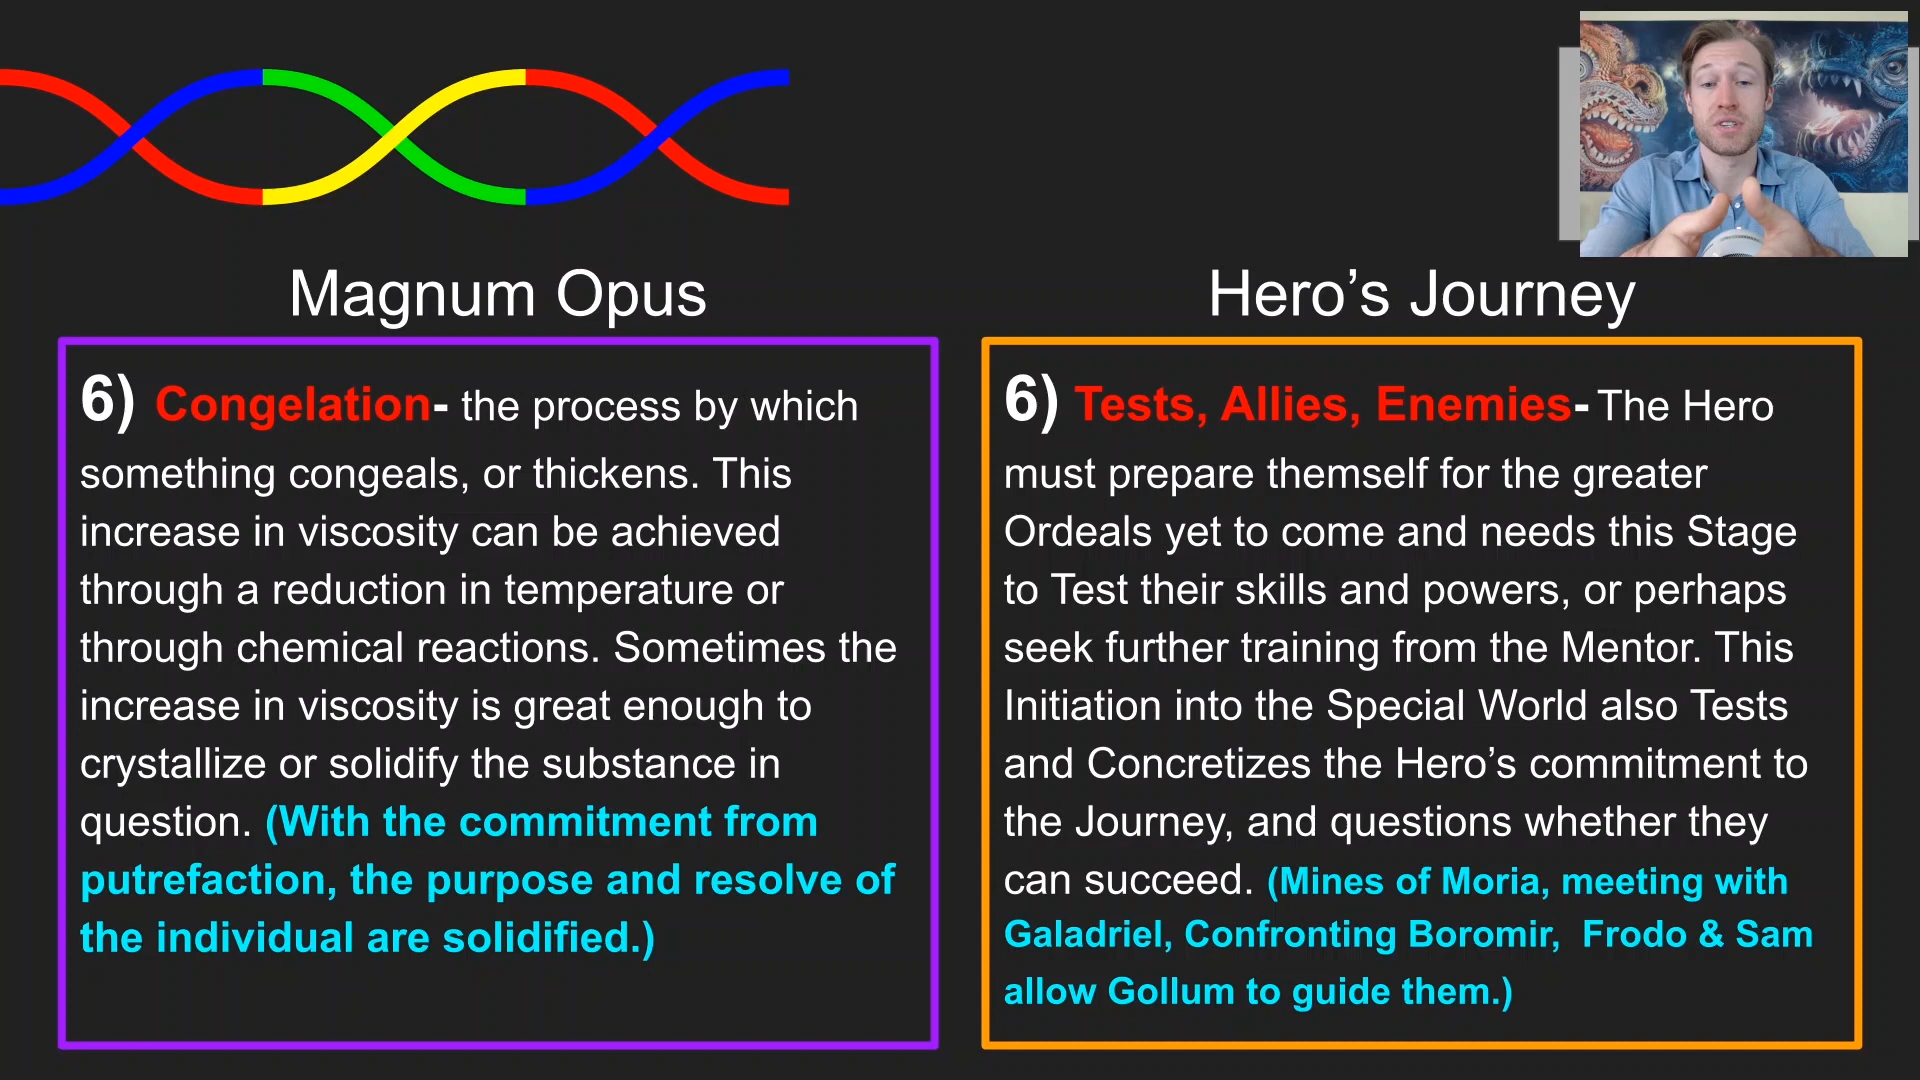 Magnum Opus
6) Congelation- the process by which
something congeals, or thickens. This
increase in viscosity can be achieved
through a reduction in temperature or
through chemical reactions. Sometimes the
increase in viscosity is great enough to
crystallize or solidify the substance in
question. (With the commitment from
putrefaction, the purpose and resolve of
the individual are solidified.)
Hero’s Journey
6) Tests, Allies, Enemies- The Hero
must prepare themself for the greater
Ordeals yet to come and needs this Stage
to Test their skills and powers, or perhaps
seek further training from the Mentor. This
Initiation into the Special World also Tests
and Concretizes the Hero’s commitment to
the Journey, and questions whether they
can succeed. (Mines of Moria, meeting with
Galadriel, Confronting Boromir, Frodo & Sam
allow Gollum to guide them.)